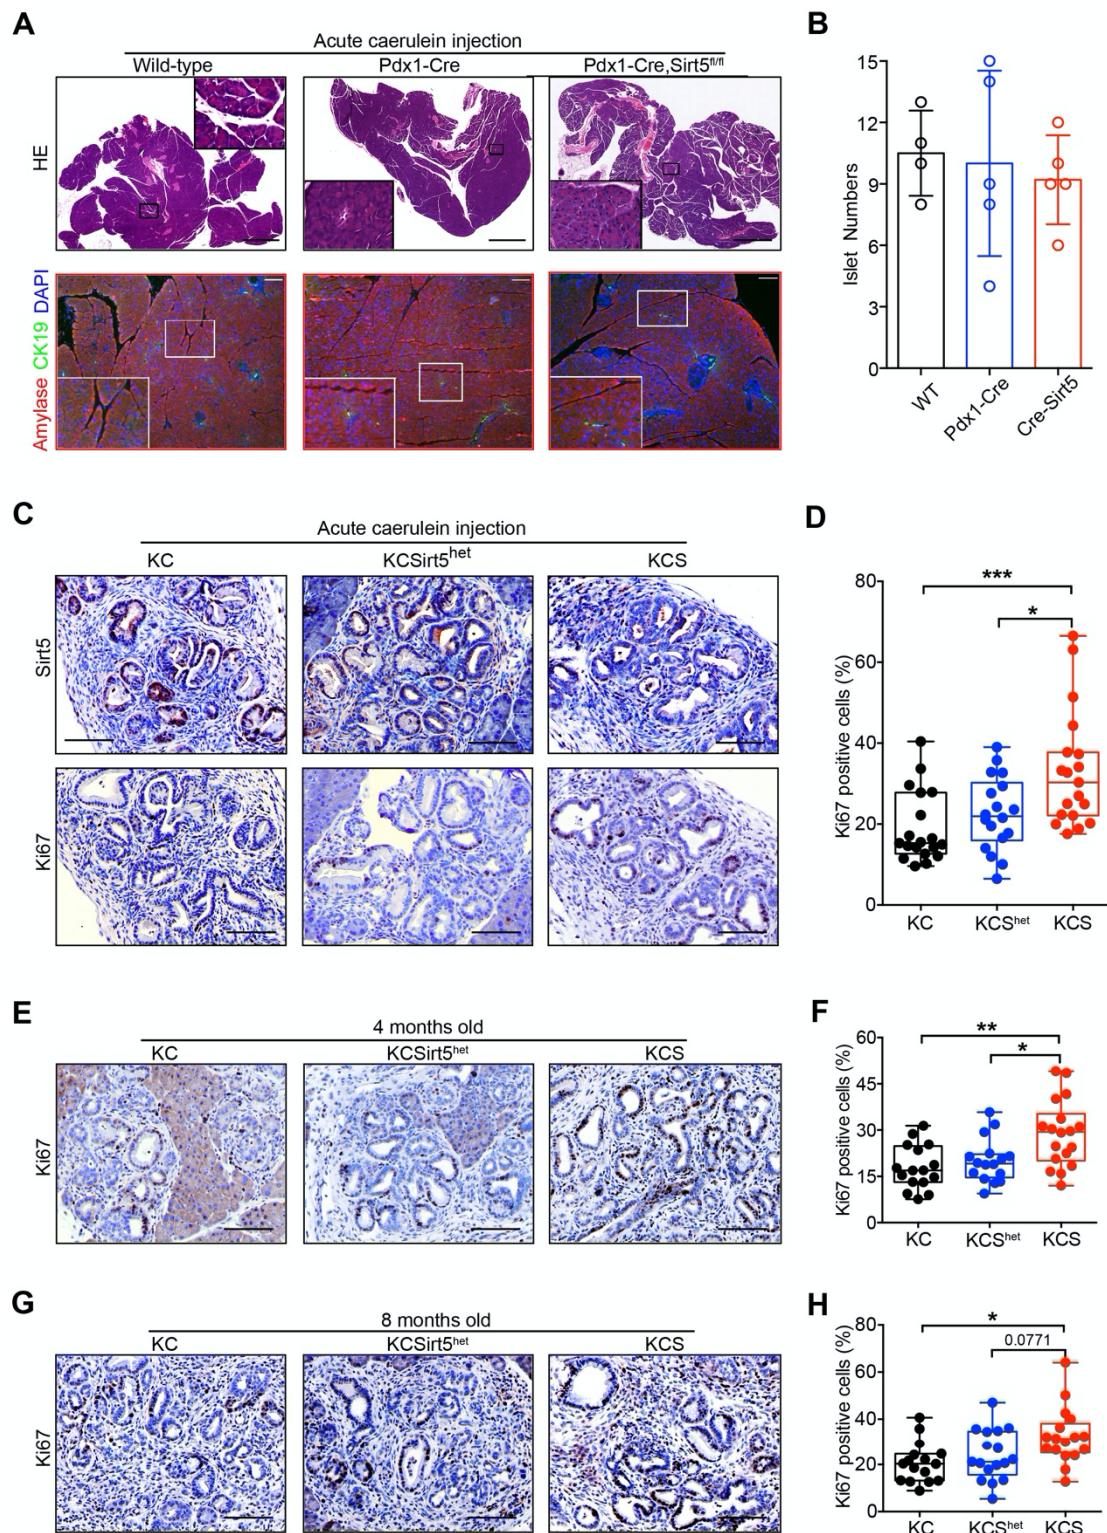 A
Acute caerulein injection
Wild-type Pdx1-Cre Pdx1-Cre,Sirt5fl/fl
HE
Amylase CK19 DAPI
B
Islet Numbers
15
12
9
6
3
0
WT Pdx1-Cre Cre-Sirt5
C
Acute caerulein injection
KC KCSirt5het KCS
Sirt5
Ki67
D
Ki67 positive cells (%)
80
60
40
20
0
***
*
KC KCShet KCS
E
4 months old
KC KCSirt5het KCS
Ki67
F
Ki67 positive cells (%)
60
45
30
15
0
**
*
KC KCShet KCS
G
8 months old
KC KCSirt5het KCS
Ki67
H
Ki67 positive cells (%)
80
60
40
20
0
*
0.0771
KC KCShet KCS